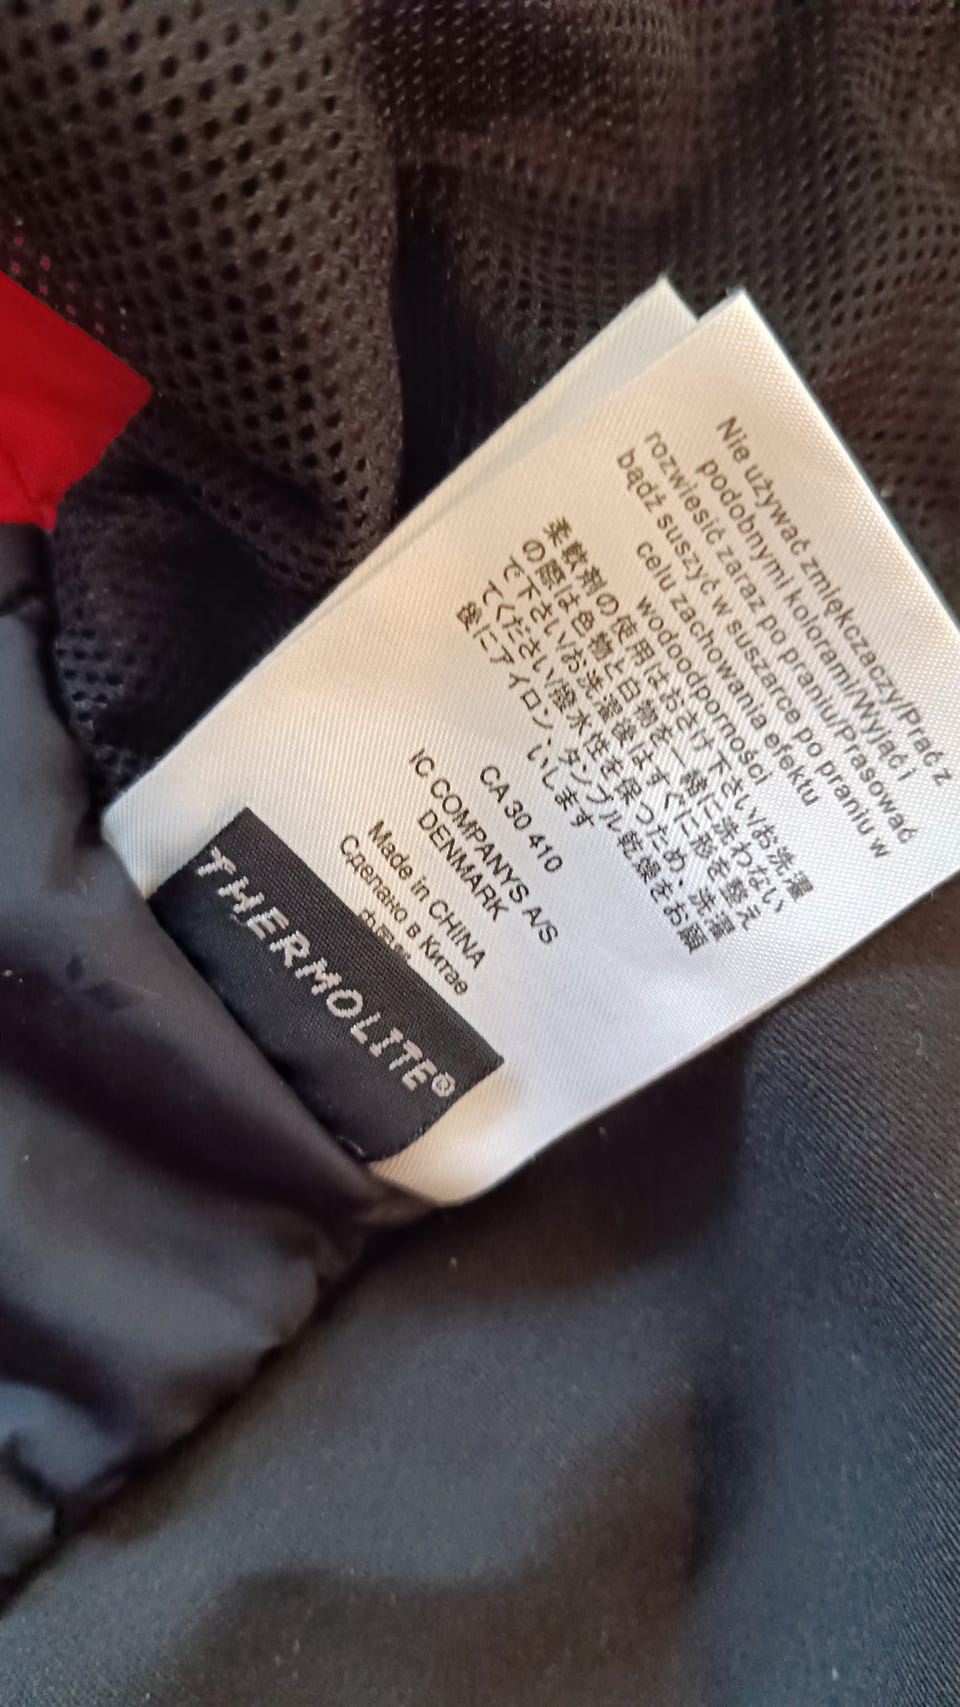 Nie używać zmiękczaczy/Prać z
podobnymi kolorami/Wyjąć i
rozwiesić zaraz po praniu/Prasować
bądź suszyć w suszarce po praniu w
celu zachowania efektu
wodoodporności
柔軟剤の使用はおさけ下さい/お洗濯
の際は色物と白物を一緒に洗わない
で下さい/お洗濯後はすぐに形を整え
てください/撥水性を保つため、洗濯
後にアイロン、タンブル乾燥をお願
いします
CA 30 410
IC COMPANYS A/S
DENMARK
Made in CHINA
Сделано в Китае
THERMOLITE®